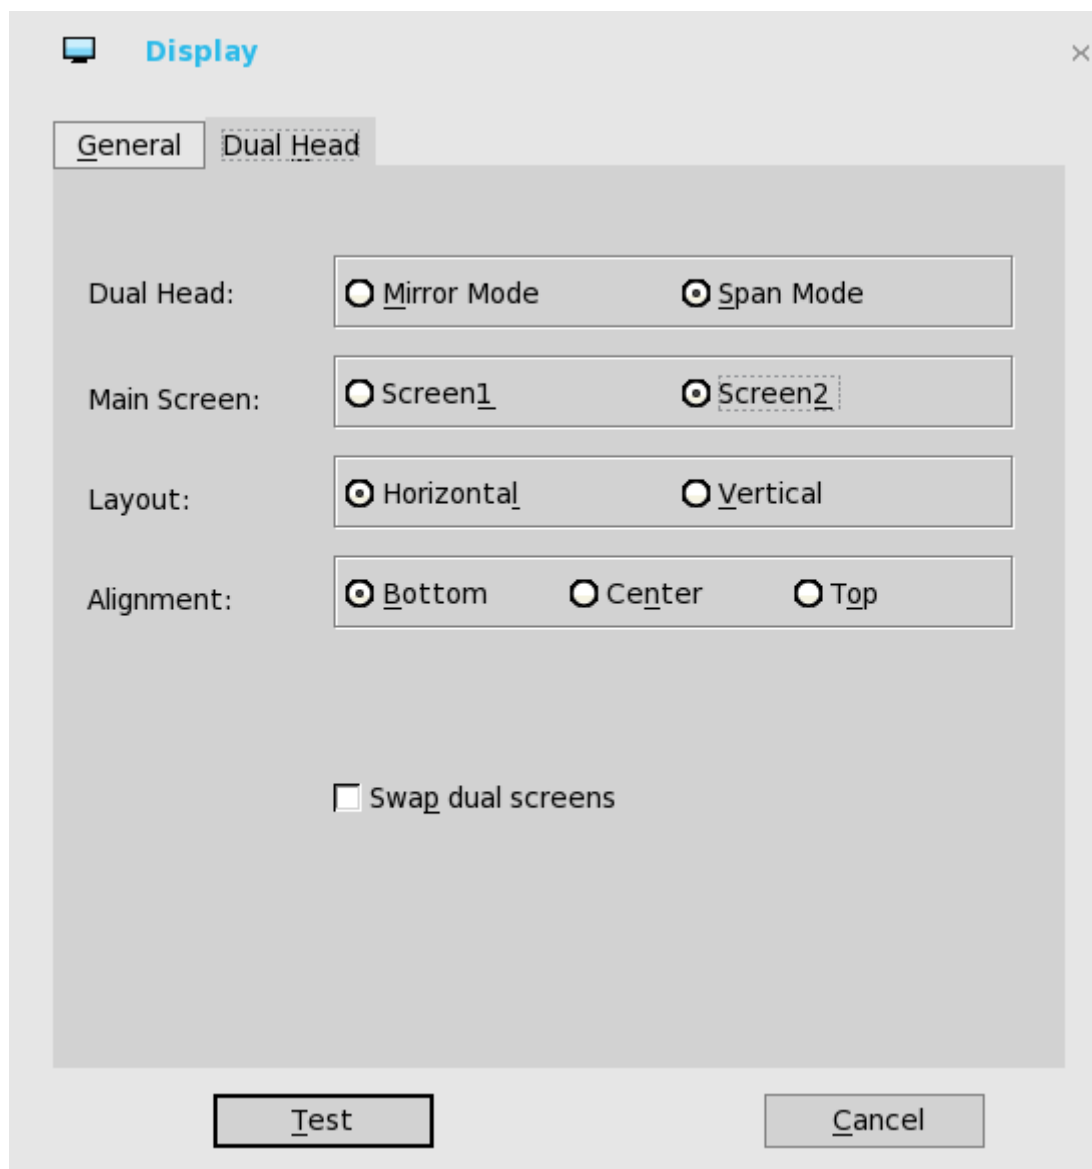 Display
General Dual Head
Dual Head: Mirror Mode Span Mode
Main Screen: Screen1 Screen2
Layout: Horizontal Vertical
Alignment: Bottom Center Top
Swap dual screens
Test Cancel